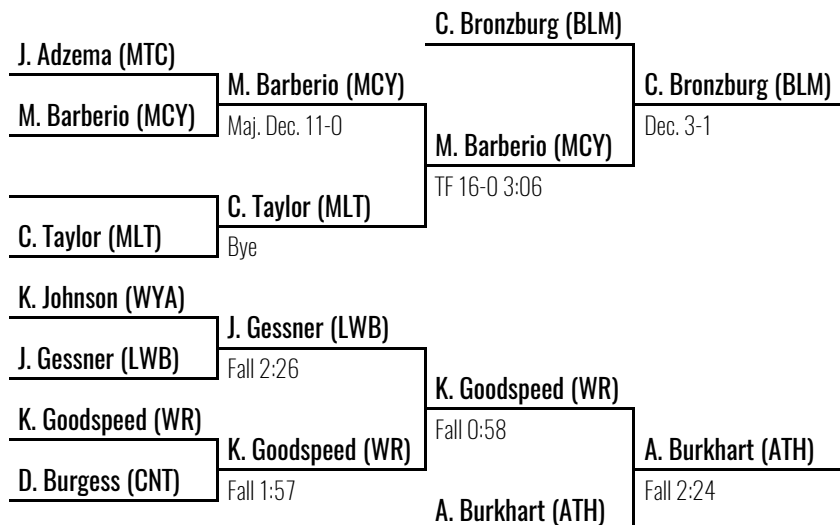 C. Bronzburg (BLM)
J. Adzema (MTC)
M. Barberio (MCY)
C. Bronzburg (BLM)
M. Barberio (MCY)
Maj. Dec. 11-0
Dec. 3-1
M. Barberio (MCY)
TF 16-0 3:06
C. Taylor (MLT)
C. Taylor (MLT)
Bye
K. Johnson (WYA)
J. Gessner (LWB)
J. Gessner (LWB)
Fall 2:26
K. Goodspeed (WR)
K. Goodspeed (WR)
Fall 0:58
K. Goodspeed (WR)
A. Burkhart (ATH)
D. Burgess (CNT)
Fall 1:57
Fall 2:24
A. Burkhart (ATH)